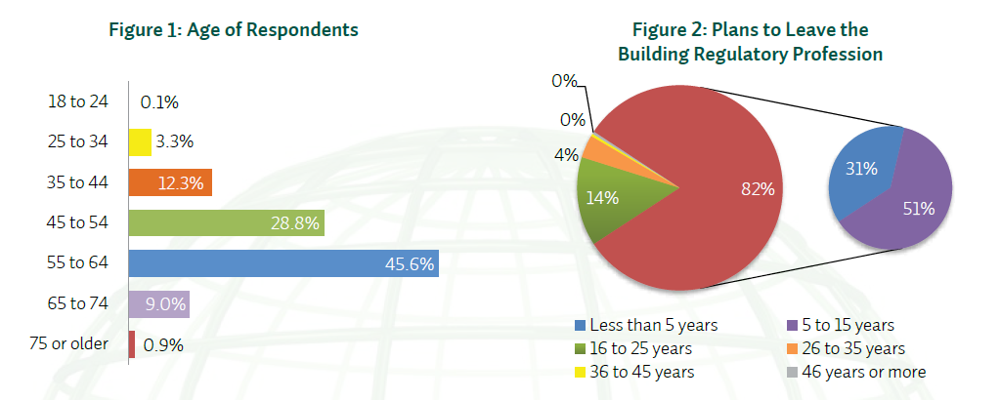 Figure 1: Age of Respondents
18 to 24 0.1%
25 to 34 3.3%
35 to 44 12.3%
45 to 54 28.8%
55 to 64 45.6%
65 to 74 9.0%
75 or older 0.9%
Figure 2: Plans to Leave the
Building Regulatory Profession
0%
0%
4%
14%
82%
31%
51%
Less than 5 years
5 to 15 years
16 to 25 years
26 to 35 years
36 to 45 years
46 years or more